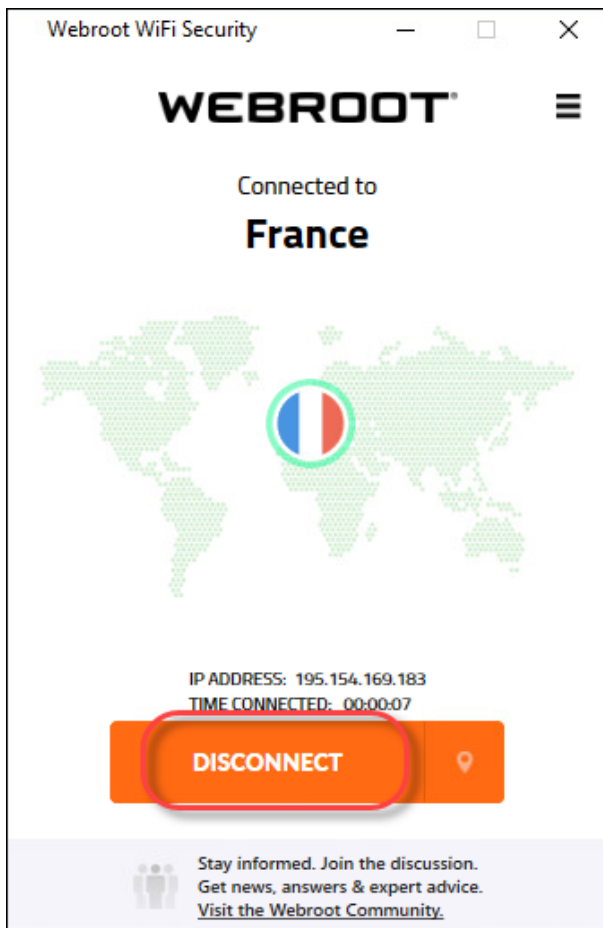 Webroot WiFi Security
WEBROOT®
Connected to
France
IP ADDRESS: 195.154.169.183
TIME CONNECTED: 00:00:07
DISCONNECT
Stay informed. Join the discussion.
Get news, answers & expert advice.
Visit the Webroot Community.